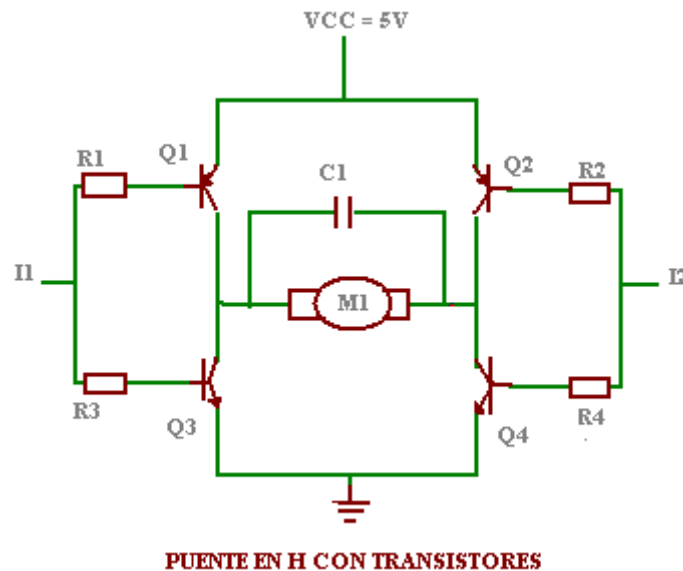 VCC = 5V
Q1
R1
C1
Q2
R2
I1
M1
I2
R3
Q3
Q4
R4
PUENTE EN H CON TRANSISTORES